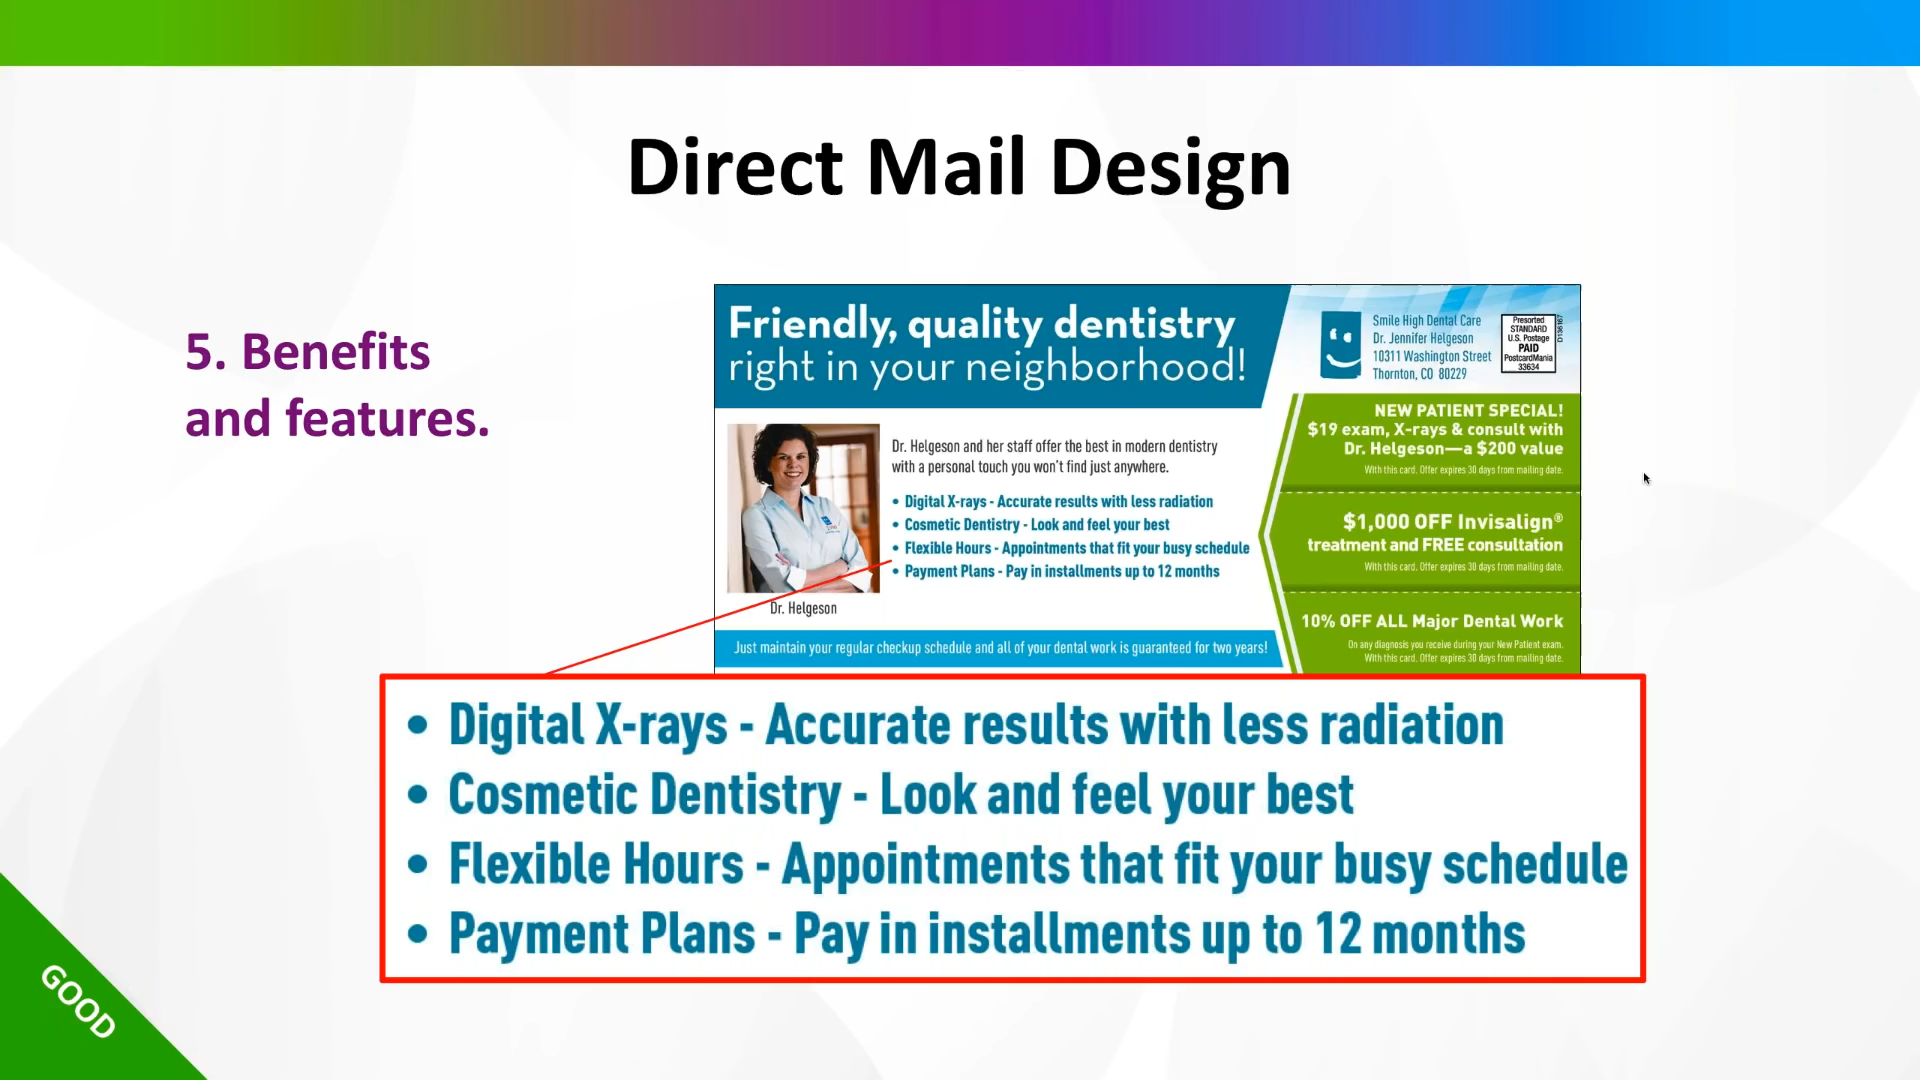 Direct Mail Design
5. Benefits
and features.
Friendly, quality dentistry
right in your neighborhood!
Smile High Dental Care
Dr. Jennifer Helgeson
10311 Washington Street
Thornton, CO 80229
Presorted
STANDARD
U.S. Postage
PAID
PostcardMania
33634
D136167
Dr. Helgeson and her staff offer the best in modern dentistry
with a personal touch you won't find just anywhere.
• Digital X-rays - Accurate results with less radiation
• Cosmetic Dentistry - Look and feel your best
• Flexible Hours - Appointments that fit your busy schedule
• Payment Plans - Pay in installments up to 12 months
Dr. Helgeson
Just maintain your regular checkup schedule and all of your dental work is guaranteed for two years!
NEW PATIENT SPECIAL!
$19 exam, X-rays & consult with
Dr. Helgeson—a $200 value
With this card. Offer expires 30 days from mailing date.
$1,000 OFF Invisalign®
treatment and FREE consultation
With this card. Offer expires 30 days from mailing date.
10% OFF ALL Major Dental Work
On any diagnosis you receive during your New Patient exam.
With this card. Offer expires 30 days from mailing date.
• Digital X-rays - Accurate results with less radiation
• Cosmetic Dentistry - Look and feel your best
• Flexible Hours - Appointments that fit your busy schedule
• Payment Plans - Pay in installments up to 12 months
GOOD